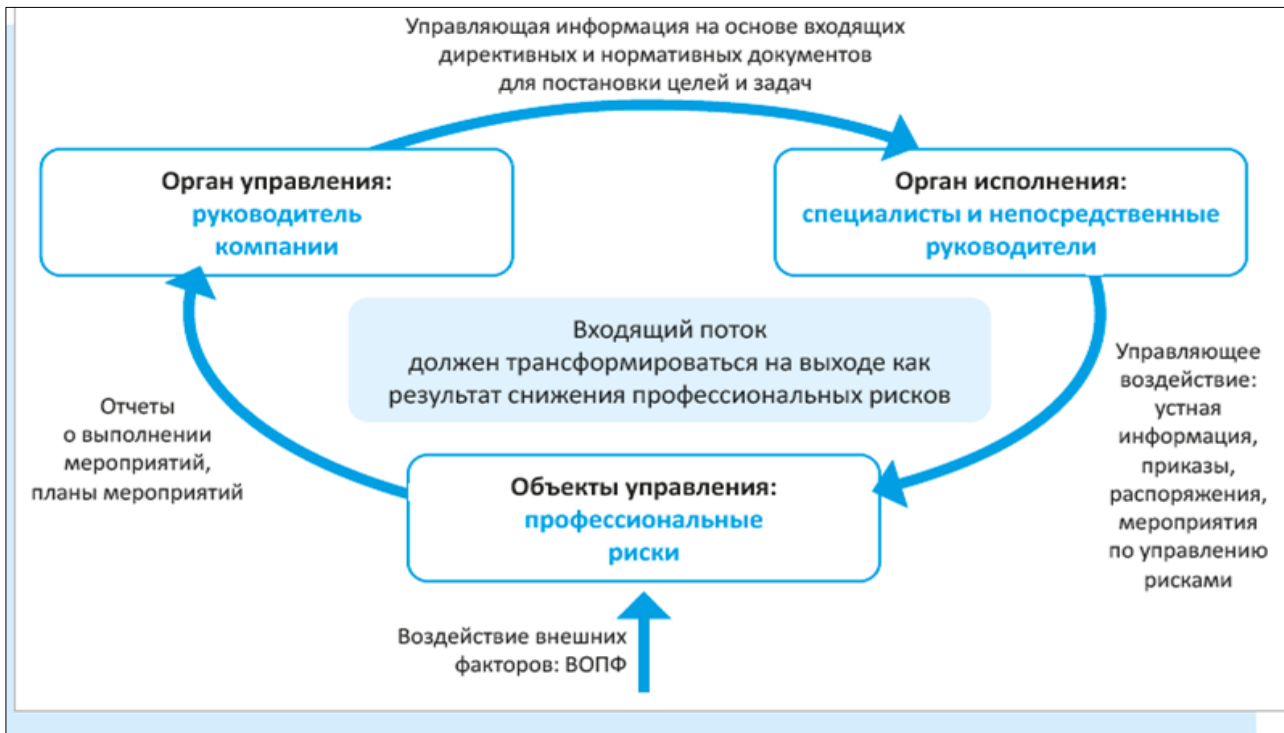 Управляющая информация на основе входящих
директивных и нормативных документов
для постановки целей и задач
Орган управления:
руководитель
компании
Орган исполнения:
специалисты и непосредственные
руководители
Входящий поток
должен трансформироваться на выходе как
результат снижения профессиональных рисков
Управляющее
воздействие:
устная
информация,
приказы,
распоряжения,
мероприятия
по управлению
рисками
Отчеты
о выполнении
мероприятий,
планы мероприятий
Объекты управления:
профессиональные
риски
Воздействие внешних
факторов: ВОПФ